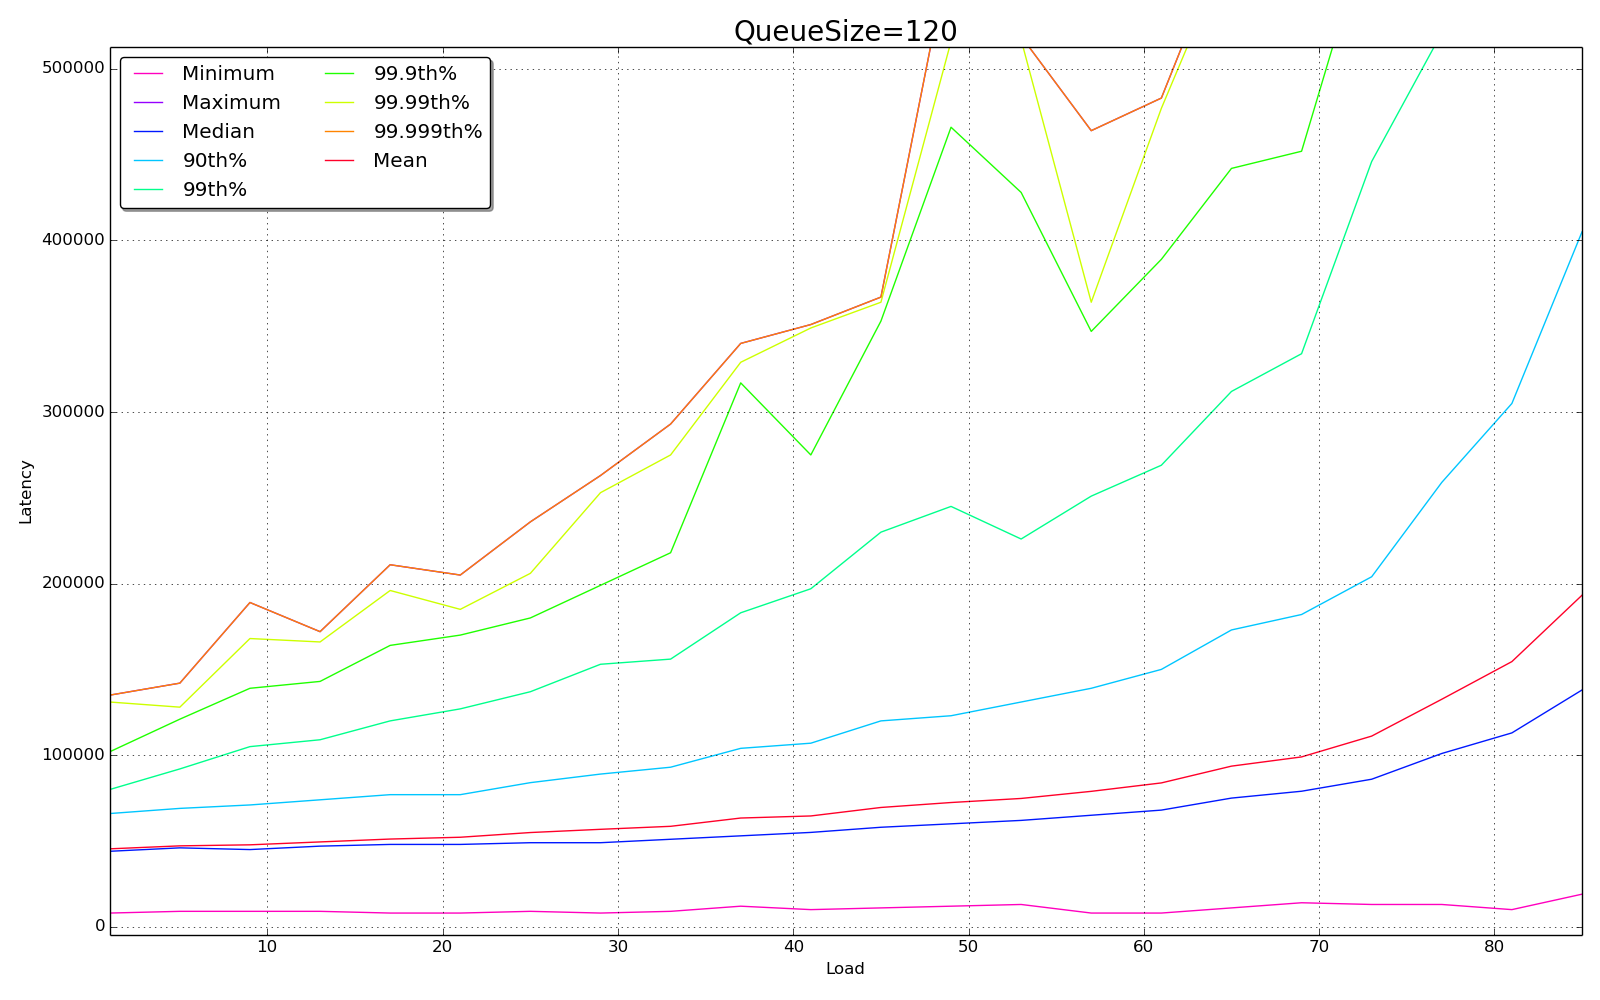 QueueSize=120
500000
400000
300000
200000
100000
0
Latency
Minimum
Maximum
Median
90th%
99th%
99.9th%
99.99th%
99.999th%
Mean
10 20 30 40 50 60 70 80
Load